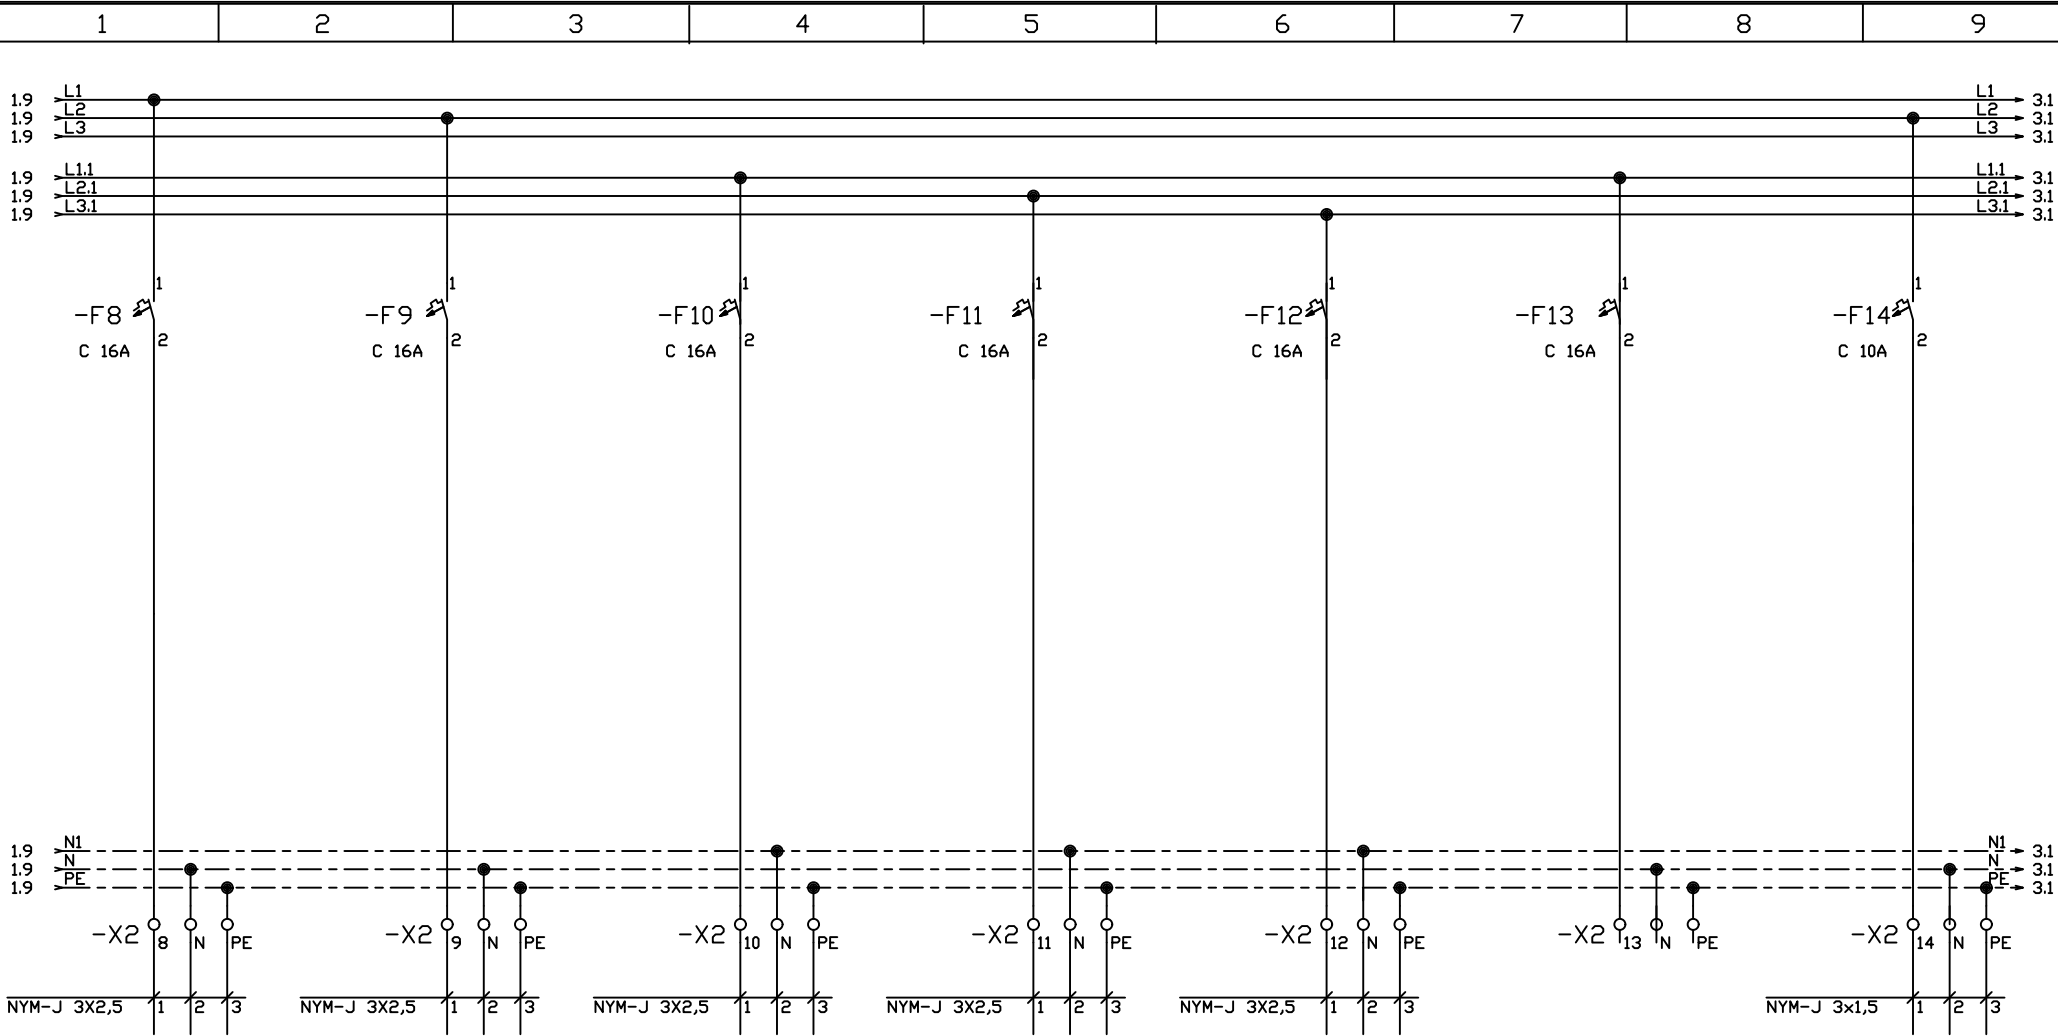 1 2 3 4 5 6 7 8 9
1.9 L1 L1 3.1
1.9 L2 L2 3.1
1.9 L3 L3 3.1
1.9 L1.1 L1.1 3.1
1.9 L2.1 L2.1 3.1
1.9 L3.1 L3.1 3.1
1 1 1 1 1 1 1
-F8 -F9 -F10 -F11 -F12 -F13 -F14
2 2 2 2 2 2 2
C 16A C 16A C 16A C 16A C 16A C 16A C 10A
1.9 N1 N1 3.1
1.9 N N 3.1
1.9 PE PE 3.1
-X2 8 N PE -X2 9 N PE -X2 10 N PE -X2 11 N PE -X2 12 N PE -X2 13 N PE -X2 14 N PE
NYM-J 3X2,5 1 2 3 NYM-J 3X2,5 1 2 3 NYM-J 3X2,5 1 2 3 NYM-J 3X2,5 1 2 3 NYM-J 3X2,5 1 2 3 NYM-J 3x1,5 1 2 3